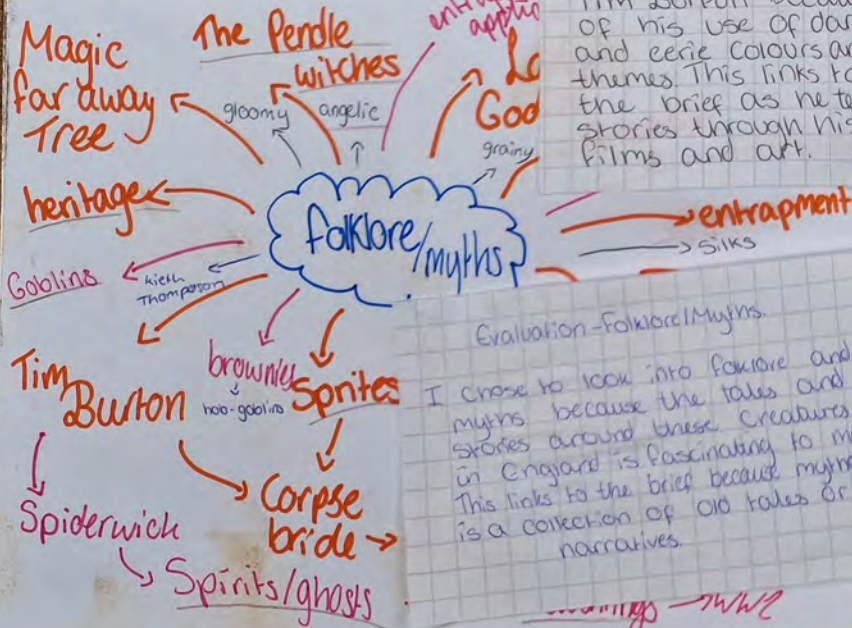 Magic
far away
Tree
The Pendle
witches
gloomy
angelic
grainy
heritage
Goblins
kieth
Thompson
folklore/myths
of his use of dar
and eerie colours a
themes. This links to
the brief as he te
stories through his
films and art.
entrapment
silks
Tim
Burton
brownies
hob-goblins
Sprites
Corpse
bride
Spiderwick
Spirits/ghosts
Evaluation - Folklore/Myths.
I chose to look into folklore and
myths because the tales and
stories around these creatures
in England is fascinating to m
This links to the brief because myth
is a collection of old tales or
narratives.
WW2